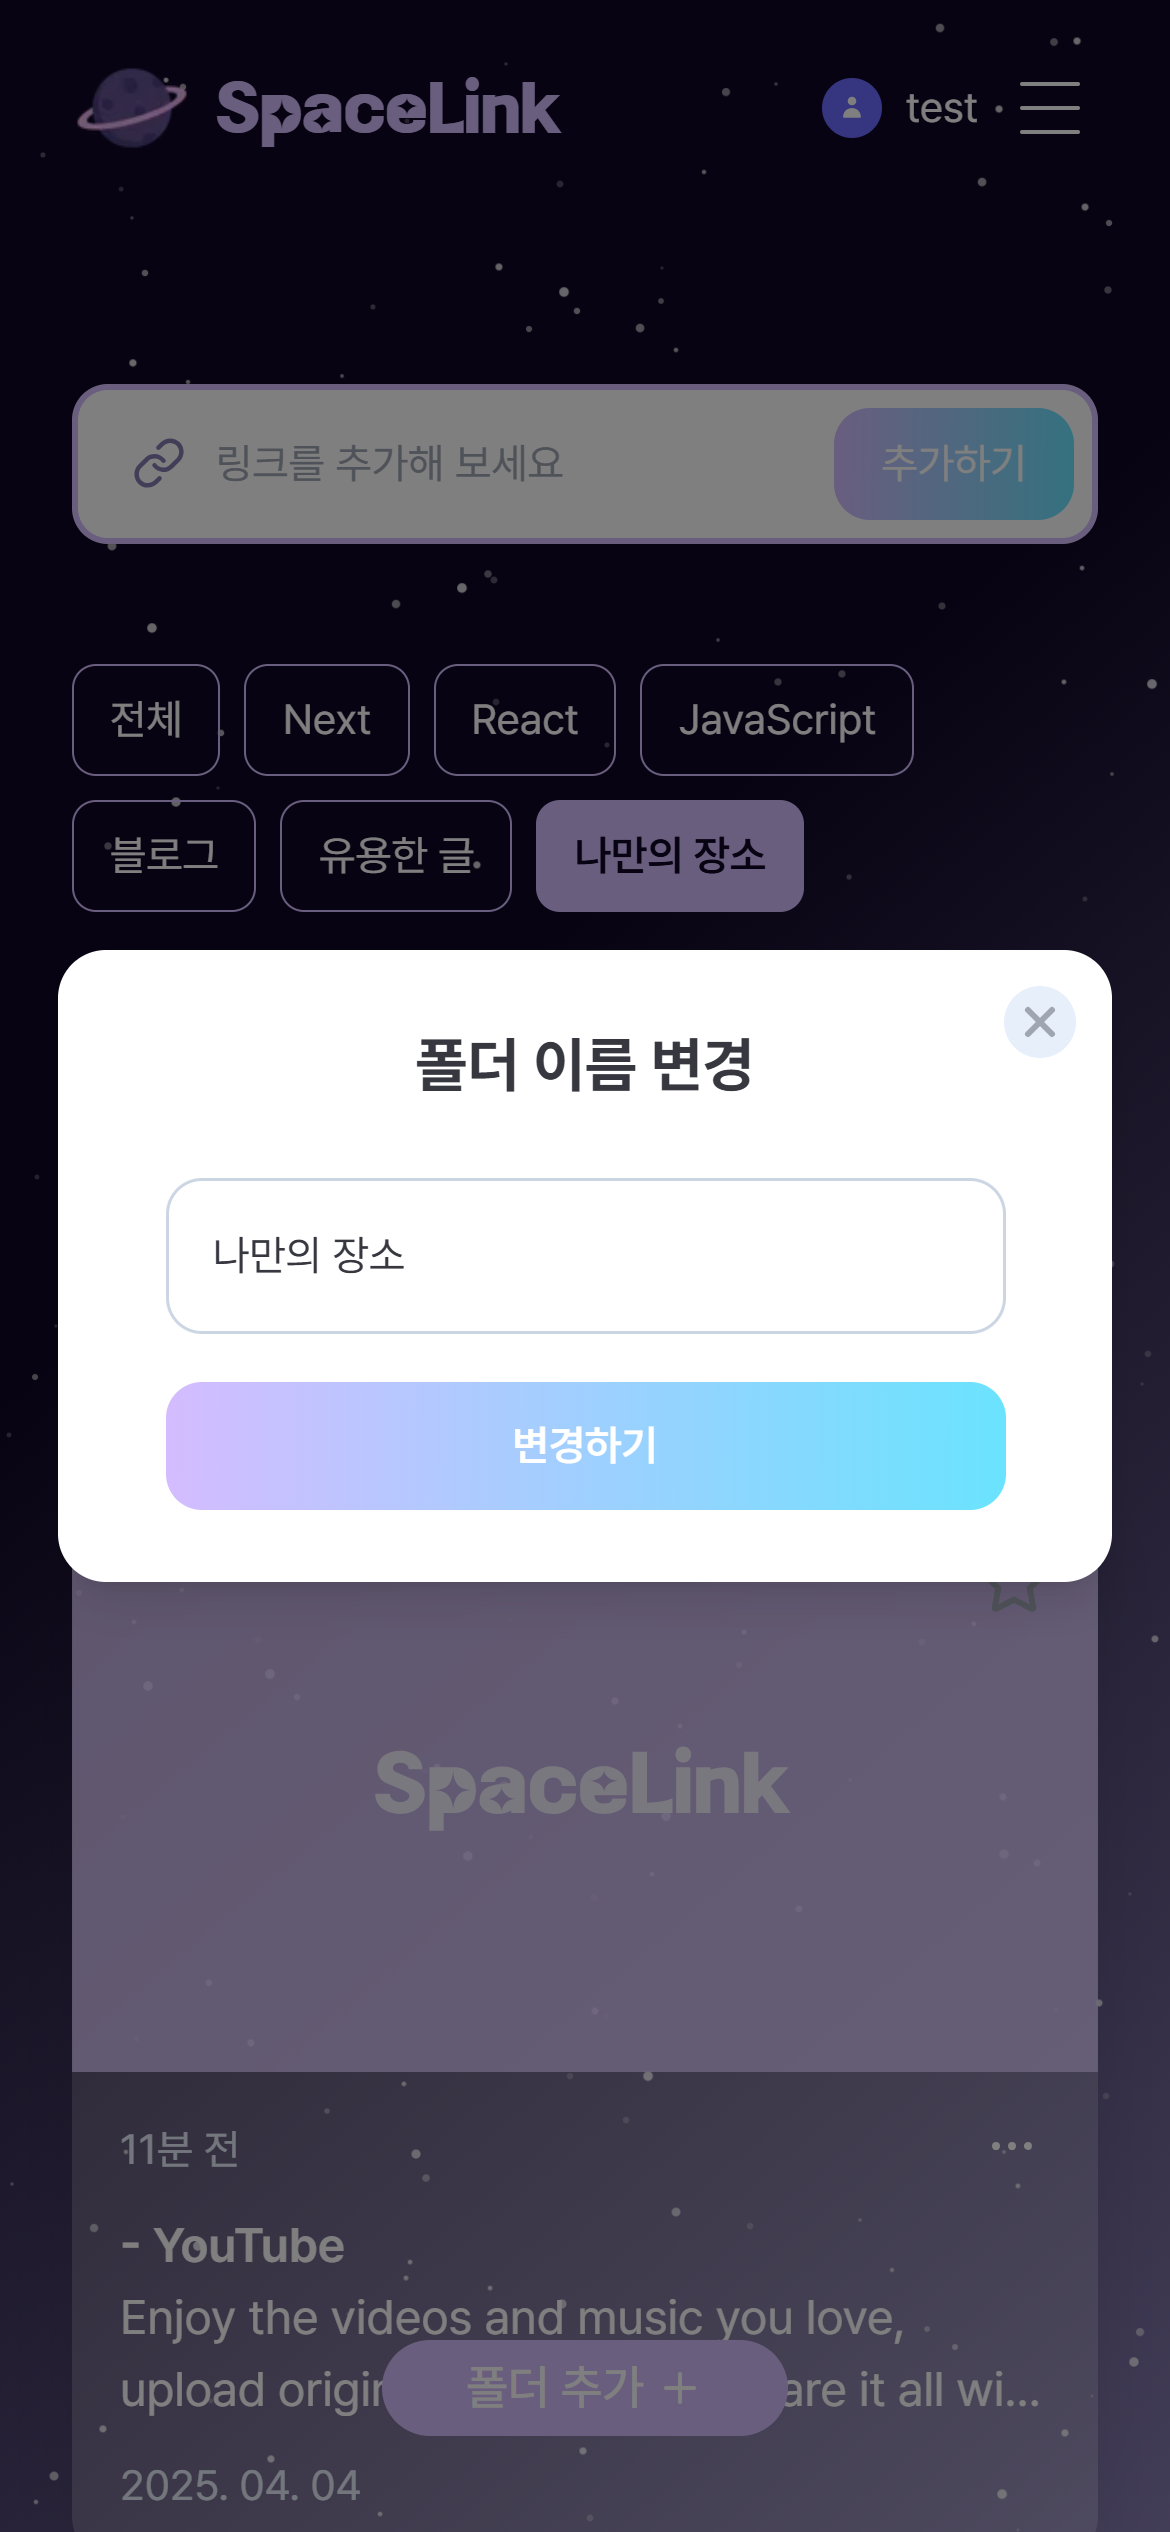 SpaceLink
test
링크를 추가해 보세요
추가하기
전체
Next
React
JavaScript
블로그
유용한 글
나만의 장소
폴더 이름 변경
나만의 장소
변경하기
SpaceLink
11분 전
- YouTube
Enjoy the videos and music you love,
upload origin are it all wi...
폴더 추가 +
2025. 04. 04